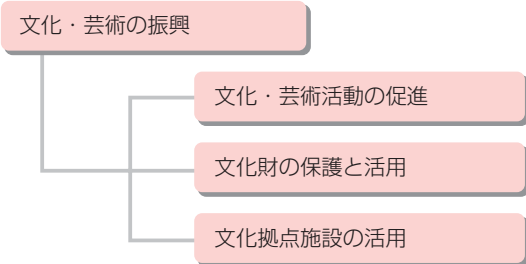 文化・芸術の振興
文化・芸術活動の促進
文化財の保護と活用
文化拠点施設の活用